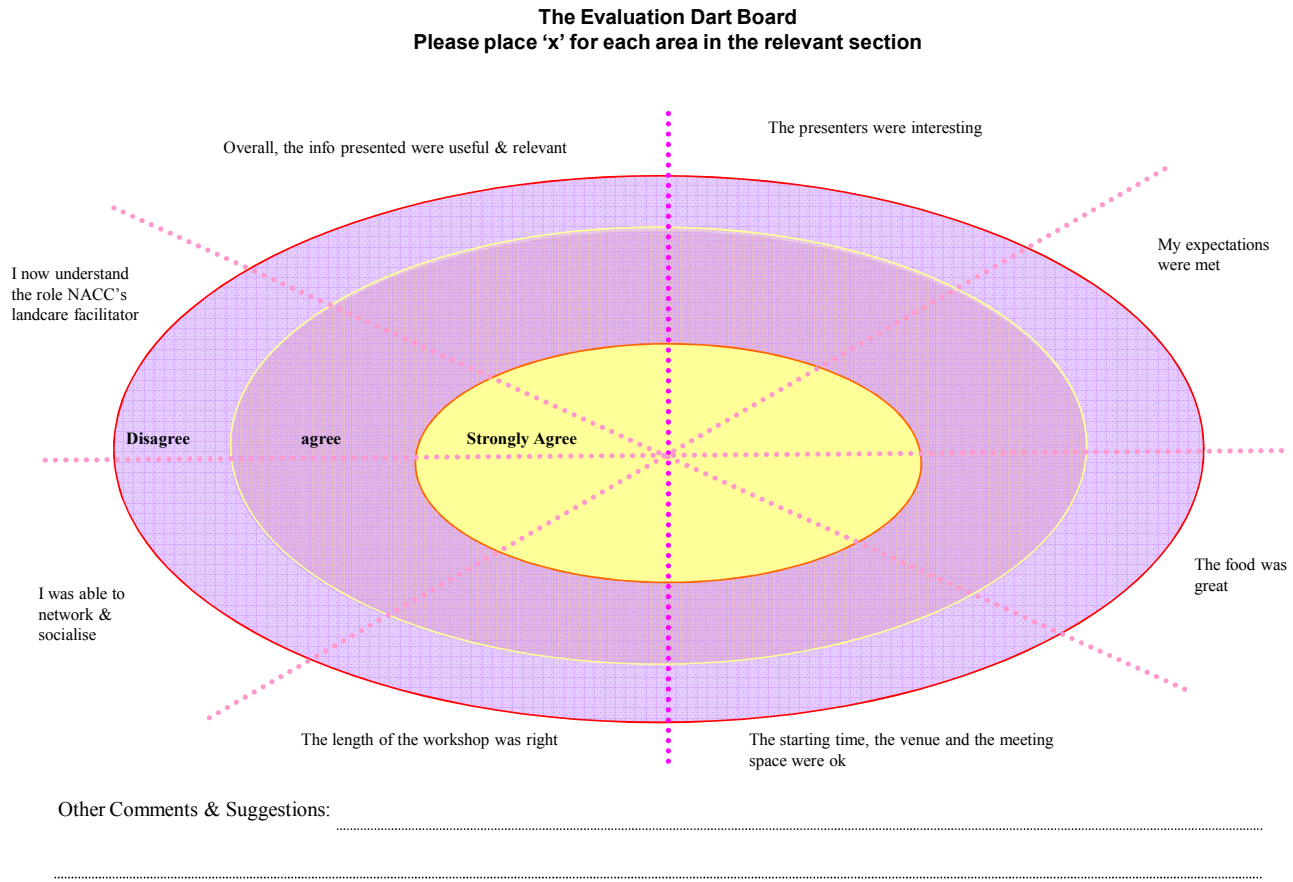 The Evaluation Dart Board
Please place ‘x’ for each area in the relevant section
The presenters were interesting
Overall, the info presented were useful & relevant
My expectations
were met
I now understand
the role NACC’s
landcare facilitator
Disagree
agree
Strongly Agree
The food was
great
I was able to
network &
socialise
The length of the workshop was right
The starting time, the venue and the meeting
space were ok
Other Comments & Suggestions: